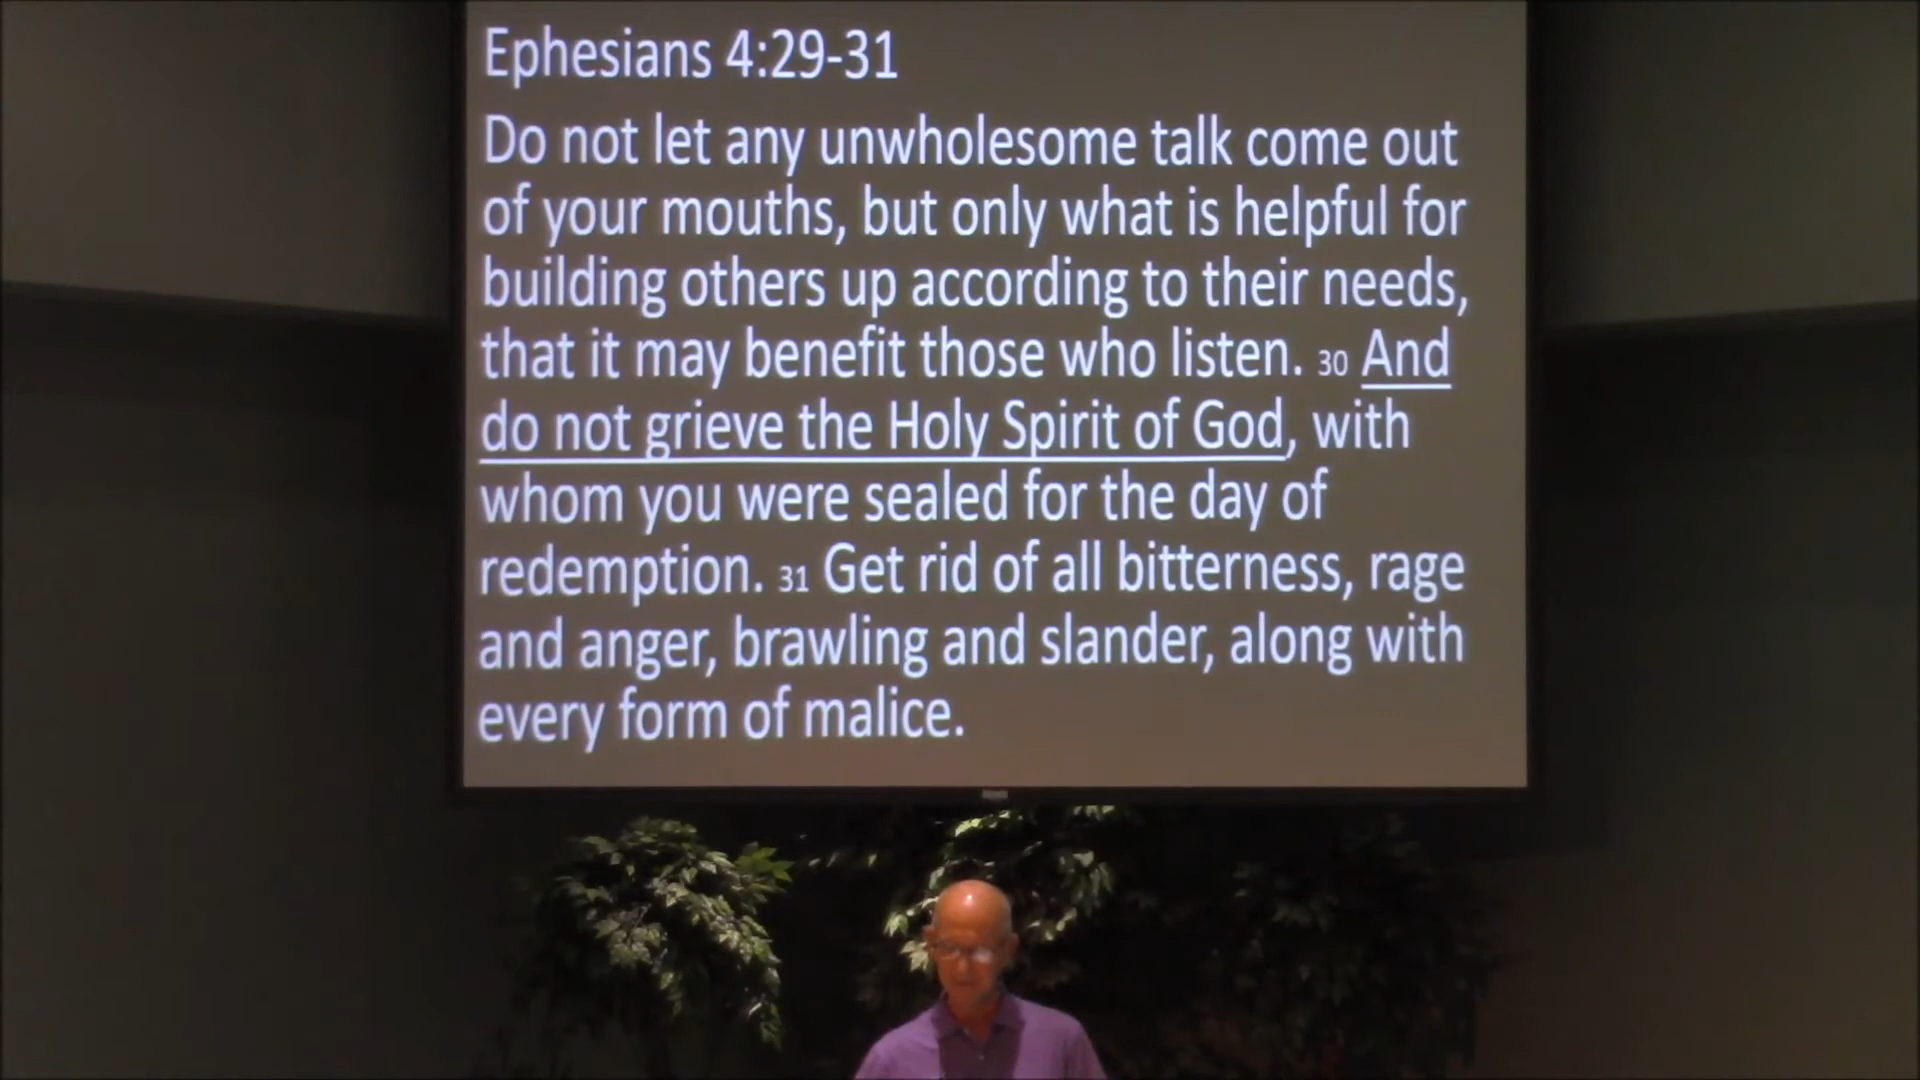 Ephesians 4:29-31
Do not let any unwholesome talk come out
of your mouths, but only what is helpful for
building others up according to their needs,
that it may benefit those who listen. 30 And
do not grieve the Holy Spirit of God, with
whom you were sealed for the day of
redemption. 31 Get rid of all bitterness, rage
and anger, brawling and slander, along with
every form of malice.